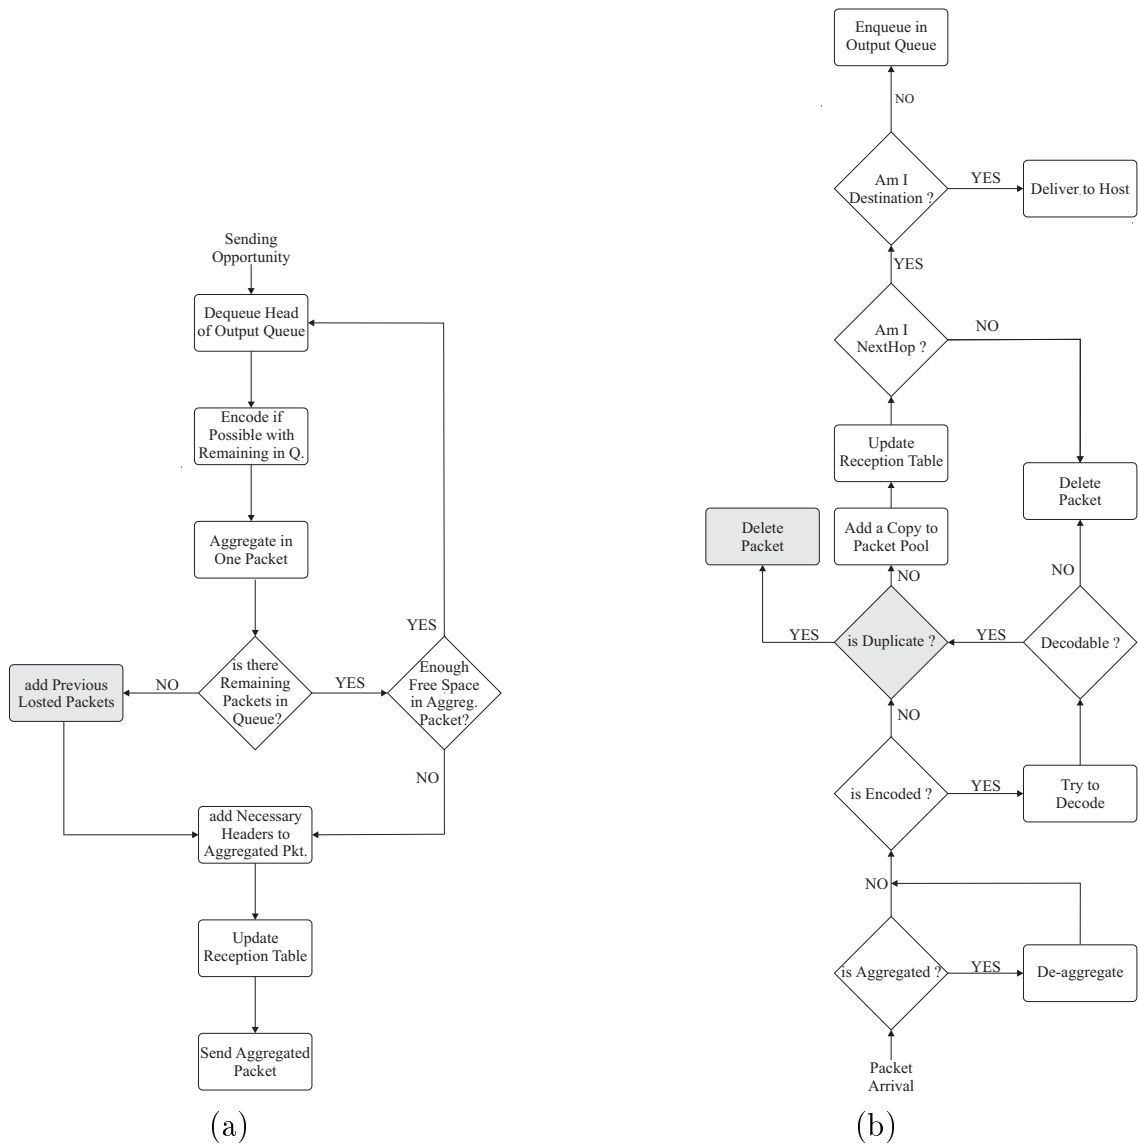 Sending
Opportunity
Dequeue Head
of Output Queue
Encode if
Possible with
Remaining in Q.
Aggregate in
One Packet
YES
is there
Remaining
Packets in
Queue?
NO
YES
add Previous
Losted Packets
Enough
Free Space
in Aggreg.
Packet?
NO
add Necessary
Headers to
Aggregated Pkt.
Update
Reception Table
Send Aggregated
Packet
(a)
Enqueue in
Output Queue
NO
Am I
Destination ?
YES
Deliver to Host
YES
Am I
NextHop ?
NO
Update
Reception Table
Delete
Packet
Delete
Packet
Add a Copy to
Packet Pool
NO
NO
YES
is Duplicate ?
YES
Decodable ?
NO
is Encoded ?
YES
Try to
Decode
NO
is Aggregated ?
YES
De-aggregate
Packet
Arrival
(b)